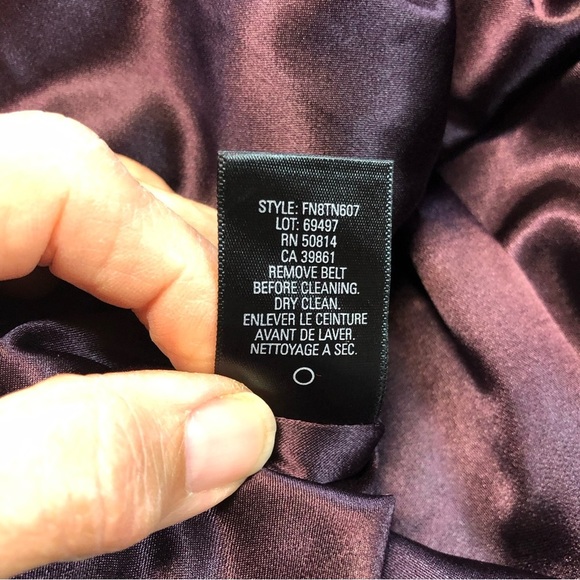 STYLE: FN8TN607
LOT: 69497
RN 50814
CA 39861
REMOVE BELT
BEFORE CLEANING.
DRY CLEAN.
ENLEVER LE CEINTURE
AVANT DE LAVER.
NETTOYAGE A SEC.